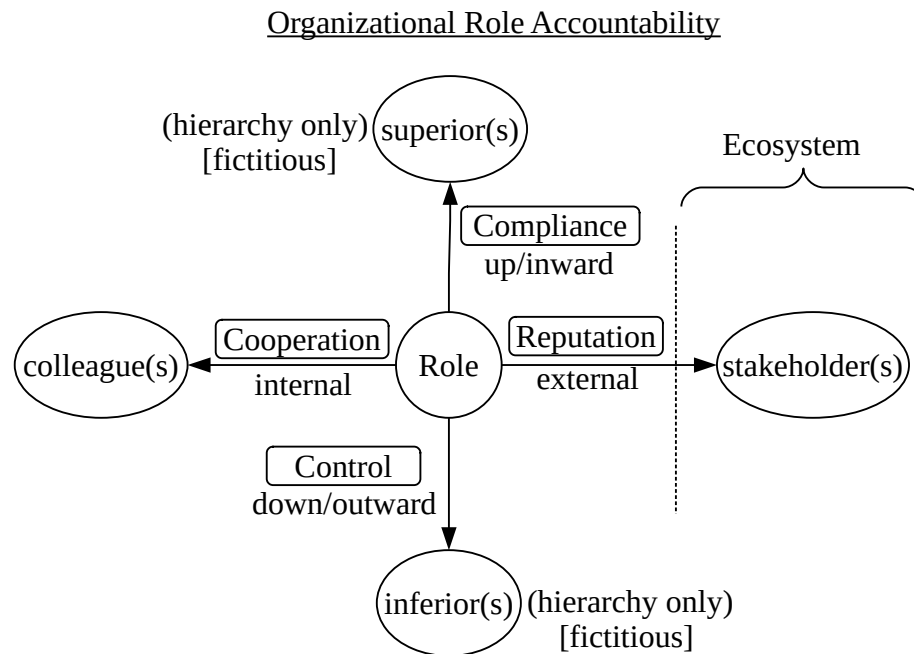 Organizational Role Accountability
(hierarchy only)
[fictitious]
superior(s)
Ecosystem
Compliance
up/inward
Cooperation
internal
colleague(s)
Role
Reputation
external
stakeholder(s)
Control
down/outward
inferior(s)
(hierarchy only)
[fictitious]